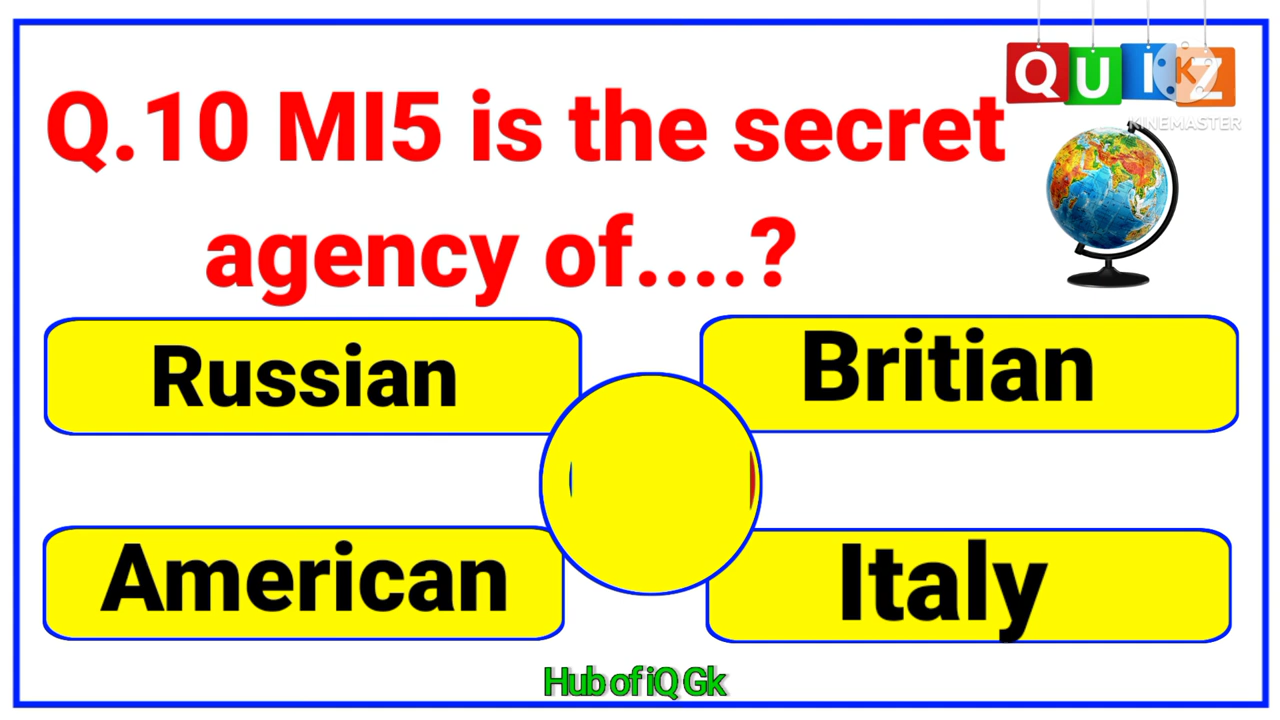 QUIZ
KINEMASTER
Q.10 MI5 is the secret
agency of....?
Russian
Britian
American
Italy
Hub of iQ Gk